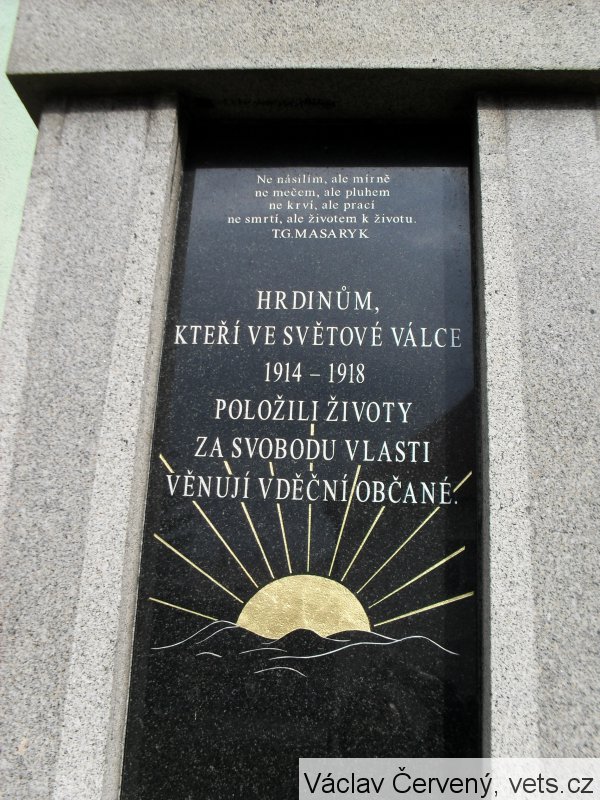 Ne násilím, ale mírně
ne mečem, ale pluhem
ne krví, ale prací
ne smrtí, ale životem k životu.
T.G.MASARYK
HRDINŮM,
KTEŘÍ VE SVĚTOVÉ VÁLCE
1914 – 1918
POLOŽILI ŽIVOTY
ZA SVOBODU VLASTI
VĚNUJÍ VDĚČNÍ OBČANÉ.
Václav Červený, vets.cz